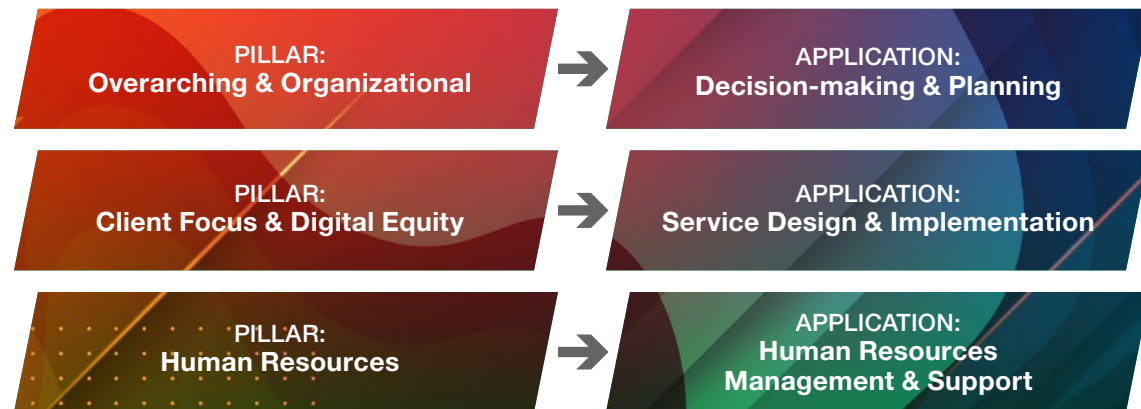 PILLAR:
Overarching & Organizational
APPLICATION:
Decision-making & Planning
PILLAR:
Client Focus & Digital Equity
APPLICATION:
Service Design & Implementation
PILLAR:
Human Resources
APPLICATION:
Human Resources
Management & Support